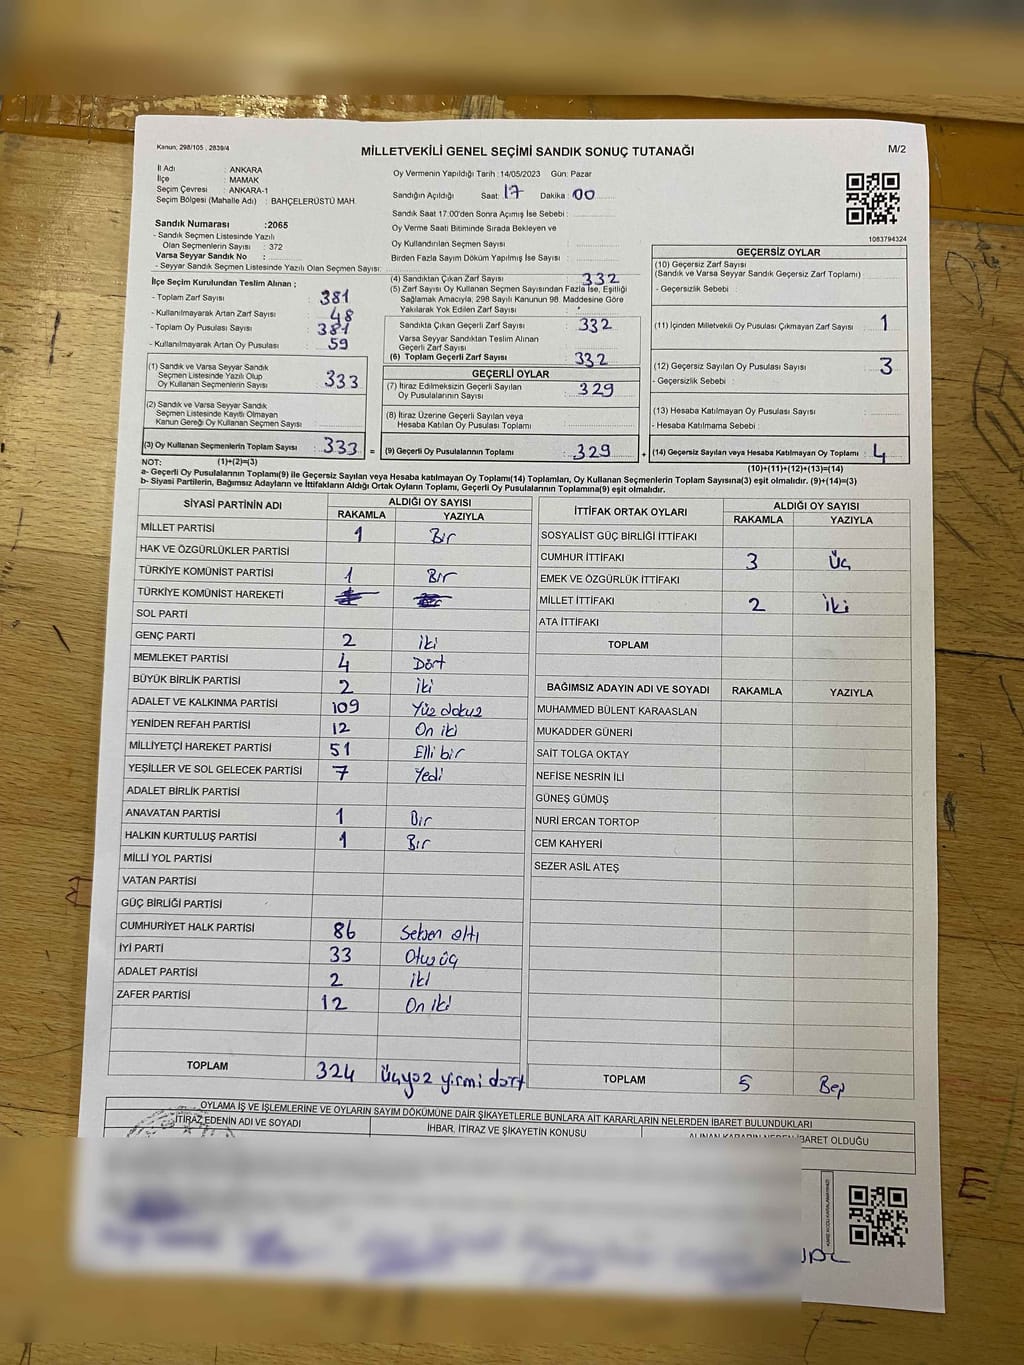 Kanun; 298/105 , 2839/4
MİLLETVEKİLİ GENEL SEÇİMİ SANDIK SONUÇ TUTANAĞI
M/2
İl Adı : ANKARA
İlçe : MAMAK
Seçim Çevresi : ANKARA-1
Seçim Bölgesi (Mahalle Adı) : BAHÇELERÜSTÜ MAH.
Sandık Numarası :2065
- Sandık Seçmen Listesinde Yazılı
Olan Seçmenlerin Sayısı : 372
Varsa Seyyar Sandık No :
- Seyyar Sandık Seçmen Listesinde Yazılı Olan Seçmen Sayısı:
Oy Vermenin Yapıldığı Tarih :14/05/2023 Gün: Pazar
Sandığın Açıldığı Saat: 17 Dakika : 00
Sandık Saat 17:00'den Sonra Açımış İse Sebebi :
Oy Verme Saati Bitiminde Sırada Bekleyen ve
Oy Kullandırılan Seçmen Sayısı :
Birden Fazla Sayım Döküm Yapılmış İse Sayısı :
1083794324
İlçe Seçim Kurulundan Teslim Alınan ;
- Toplam Zarf Sayısı : 381
- Kullanılmayarak Artan Zarf Sayısı : 48
- Toplam Oy Pusulası Sayısı : 381
- Kullanılmayarak Artan Oy Pusulası : 59
(1) Sandık ve Varsa Seyyar Sandık
Seçmen Listesinde Yazılı Olup
Oy Kullanan Seçmenlerin Sayısı : 333
(2) Sandık ve Varsa Seyyar Sandık
Seçmen Listesinde Kayıtlı Olmayan
Kanun Gereği Oy Kullanan Seçmen Sayısı :
(3) Oy Kullanan Seçmenlerin Toplam Sayısı : 333 =
(4) Sandıktan Çıkan Zarf Sayısı : 332
(5) Zarf Sayısı Oy Kullanan Seçmen Sayısından Fazla İse, Eşitliği
Sağlamak Amacıyla; 298 Sayılı Kanunun 98. Maddesine Göre
Yakılarak Yok Edilen Zarf Sayısı :
Sandıkta Çıkan Geçerli Zarf Sayısı : 332
Varsa Seyyar Sandıktan Teslim Alınan
Geçerli Zarf Sayısı :
(6) Toplam Geçerli Zarf Sayısı : 332
GEÇERLİ OYLAR
(7) İtiraz Edilmeksizin Geçerli Sayılan
Oy Pusulalarının Sayısı : 329
(8) İtiraz Üzerine Geçerli Sayılan veya
Hesaba Katılan Oy Pusulası Toplamı :
(9) Geçerli Oy Pusulalarının Toplamı : 329 +
GEÇERSİZ OYLAR
(10) Geçersiz Zarf Sayısı
(Sandık ve Varsa Seyyar Sandık Geçersiz Zarf Toplamı) :
- Geçersizlik Sebebi :
(11) İçinden Milletvekili Oy Pusulası Çıkmayan Zarf Sayısı : 1
(12) Geçersiz Sayılan Oy Pusulası Sayısı : 3
- Geçersizlik Sebebi :
(13) Hesaba Katılmayan Oy Pusulası Sayısı :
- Hesaba Katılmama Sebebi :
(14) Geçersiz Sayılan veya Hesaba Katılmayan Oy Toplamı : 4
NOT: (1)+(2)=(3)
(10)+(11)+(12)+(13)=(14)
a- Geçerli Oy Pusulalarının Toplamı(9) ile Geçersiz Sayılan veya Hesaba katılmayan Oy Toplamı(14) Toplamları, Oy Kullanan Seçmenlerin Toplam Sayısına(3) eşit olmalıdır. (9)+(14)=(3)
b- Siyasi Partilerin, Bağımsız Adayların ve İttifakların Aldığı Ortak Oyların Toplamı, Geçerli Oy Pusulalarının Toplamına(9) eşit olmalıdır.
SİYASİ PARTİNİN ADI ALDIĞI OY SAYISI
RAKAMLA YAZIYLA
MİLLET PARTİSİ 1 Bir
HAK VE ÖZGÜRLÜKLER PARTİSİ
TÜRKİYE KOMÜNİST PARTİSİ 1 Bir
TÜRKİYE KOMÜNİST HAREKETİ
SOL PARTİ
GENÇ PARTİ 2 iki
MEMLEKET PARTİSİ 4 Dört
BÜYÜK BİRLİK PARTİSİ 2 iki
ADALET VE KALKINMA PARTİSİ 109 Yüz dokuz
YENİDEN REFAH PARTİSİ 12 On iki
MİLLİYETÇİ HAREKET PARTİSİ 51 Elli bir
YEŞİLLER VE SOL GELECEK PARTİSİ 7 Yedi
ADALET BİRLİK PARTİSİ
ANAVATAN PARTİSİ 1 Bir
HALKIN KURTULUŞ PARTİSİ 1 Bir
MİLLİ YOL PARTİSİ
VATAN PARTİSİ
GÜÇ BİRLİĞİ PARTİSİ
CUMHURİYET HALK PARTİSİ 86 Seksen altı
İYİ PARTİ 33 Otuz üç
ADALET PARTİSİ 2 iki
ZAFER PARTİSİ 12 On iki
TOPLAM 324 Üçyüz yirmi dört
İTTİFAK ORTAK OYLARI ALDIĞI OY SAYISI
RAKAMLA YAZIYLA
SOSYALİST GÜÇ BİRLİĞİ İTTİFAKI
CUMHUR İTTİFAKI 3 Üç
EMEK VE ÖZGÜRLÜK İTTİFAKI
MİLLET İTTİFAKI 2 İki
ATA İTTİFAKI
TOPLAM
BAĞIMSIZ ADAYIN ADI VE SOYADI RAKAMLA YAZIYLA
MUHAMMED BÜLENT KARAASLAN
MUKADDER GÜNERİ
SAİT TOLGA OKTAY
NEFİSE NESRİN İLİ
GÜNEŞ GÜMÜŞ
NURİ ERCAN TORTOP
CEM KAHYERİ
SEZER ASİL ATEŞ
TOPLAM 5 Beş
OYLAMA İŞ VE İŞLEMLERİNE VE OYLARIN SAYIM DÖKÜMÜNE DAİR ŞİKAYETLERLE BUNLARA AİT KARARLARIN NELERDEN İBARET BULUNDUKLARI
İTİRAZ EDENİN ADI VE SOYADI
İHBAR, İTİRAZ VE ŞİKAYETİN KONUSU
ALINAN KARARIN NEDEN İBARET OLDUĞU
E